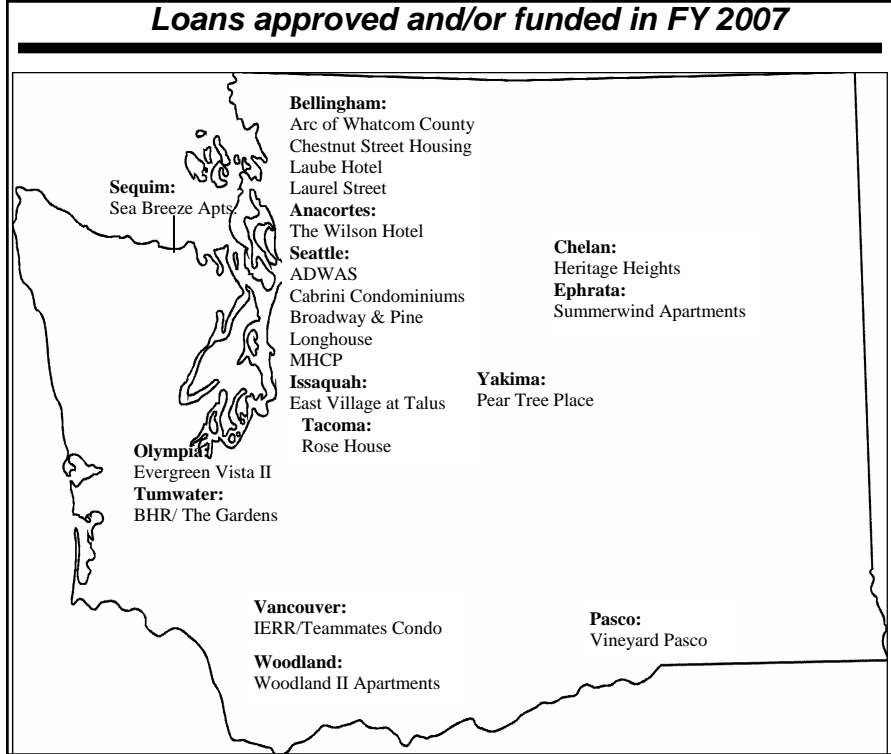 Loans approved and/or funded in FY 2007
Bellingham:
Arc of Whatcom County
Chestnut Street Housing
Laube Hotel
Laurel Street
Anacortes:
The Wilson Hotel
Seattle:
ADWAS
Cabrini Condominiums
Broadway & Pine
Longhouse
MHCP
Issaquah:
East Village at Talus
Tacoma:
Rose House
Sequim:
Sea Breeze Apts.
Chelan:
Heritage Heights
Ephrata:
Summerwind Apartments
Yakima:
Pear Tree Place
Olympia:
Evergreen Vista II
Tumwater:
BHR/ The Gardens
Vancouver:
IERR/Teammates Condo
Woodland:
Woodland II Apartments
Pasco:
Vineyard Pasco